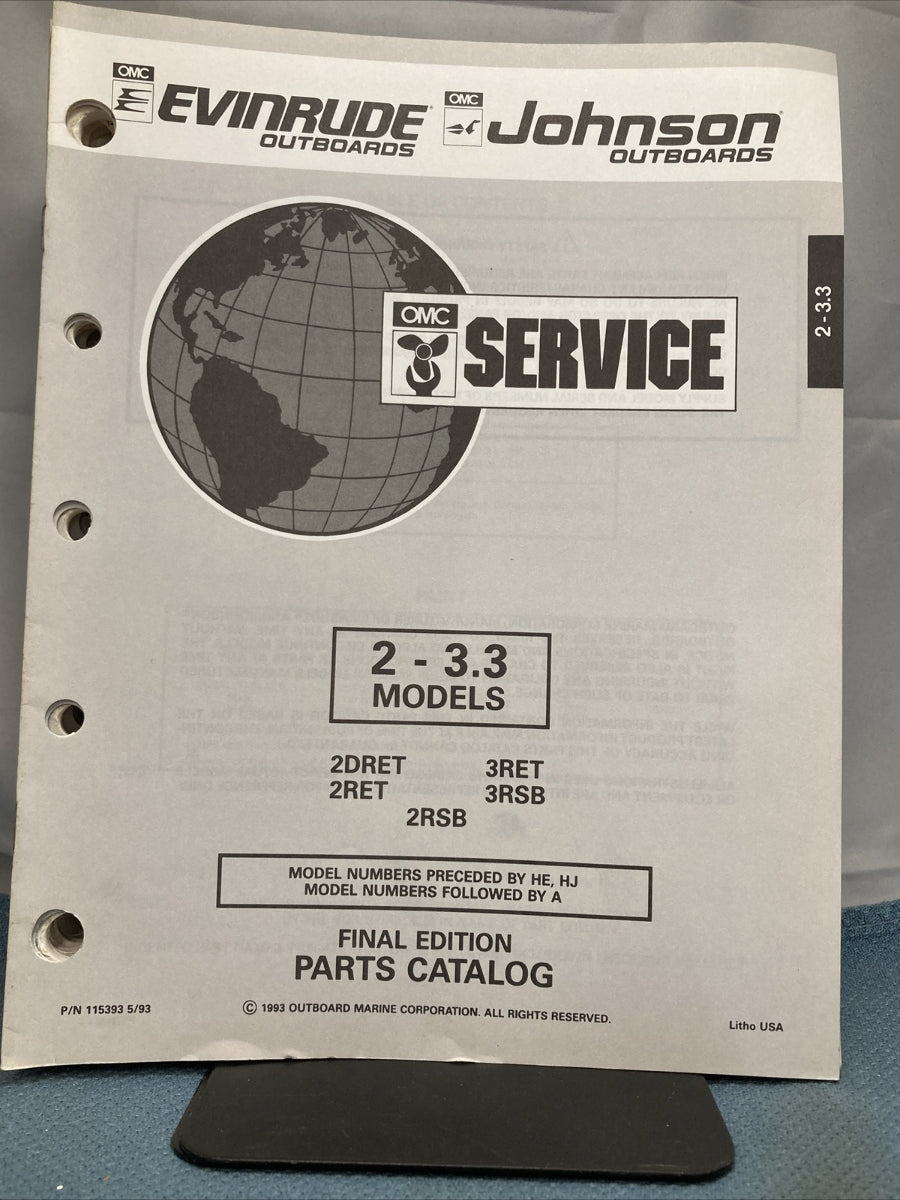 OMC
EVINRUDE®
OUTBOARDS
OMC
Johnson
OUTBOARDS
OMC
SERVICE
2 - 3.3
2 - 3.3
MODELS
2DRET 3RET
2RET 3RSB
2RSB
MODEL NUMBERS PRECEDED BY HE, HJ
MODEL NUMBERS FOLLOWED BY A
FINAL EDITION
PARTS CATALOG
P/N 115393 5/93
© 1993 OUTBOARD MARINE CORPORATION. ALL RIGHTS RESERVED.
Litho USA